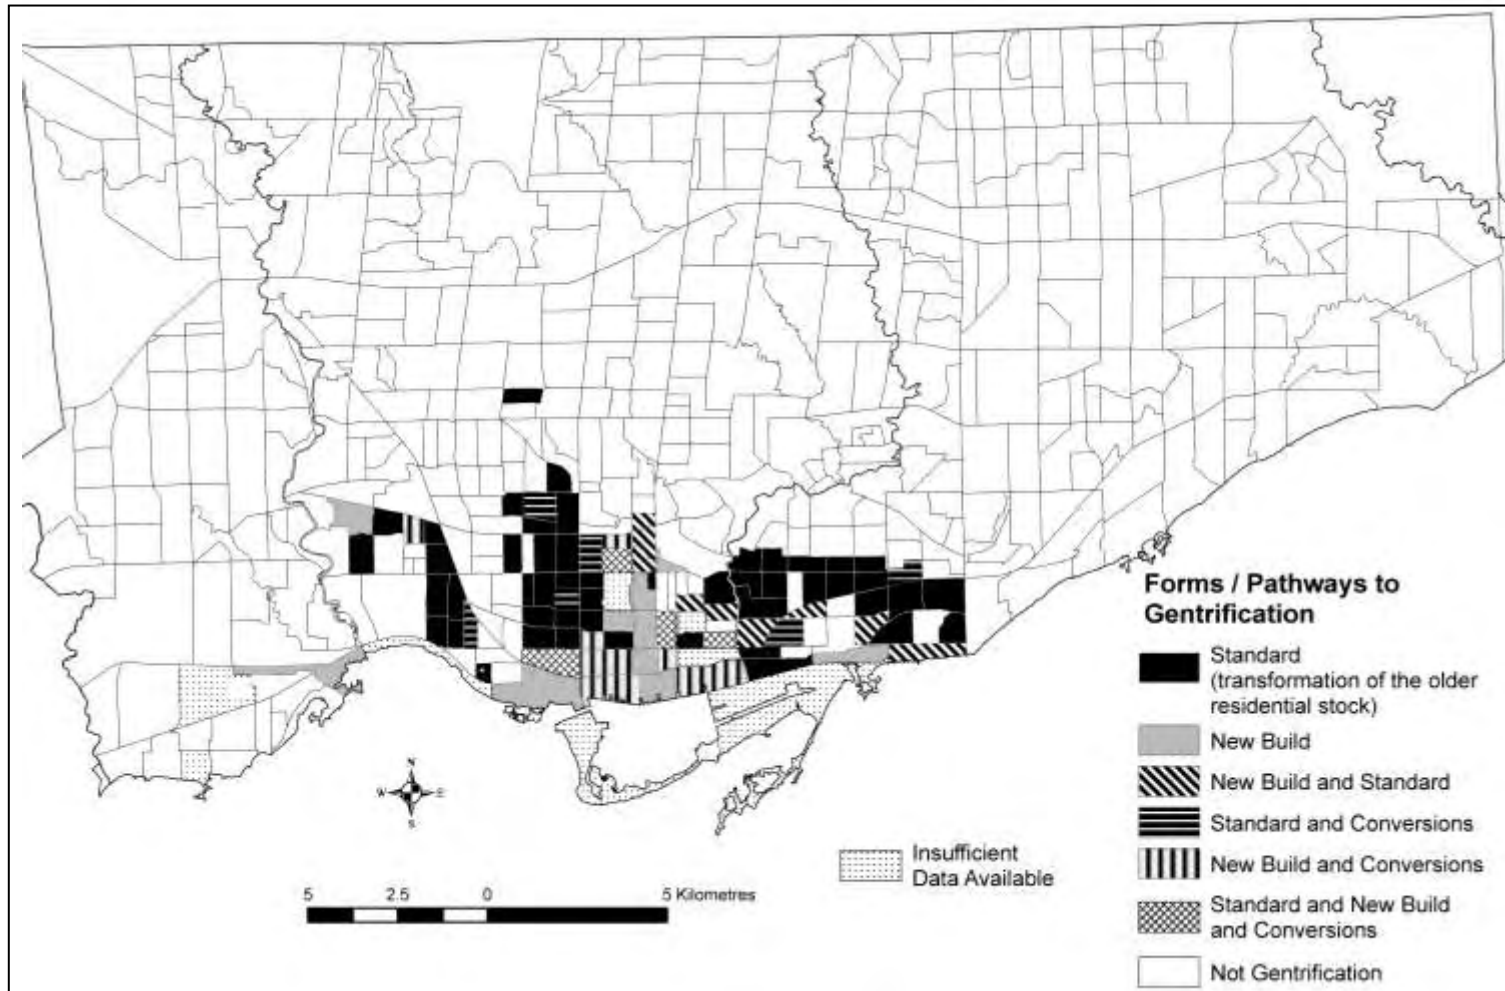 Forms / Pathways to
Gentrification
Standard
(transformation of the older
residential stock)
New Build
New Build and Standard
Standard and Conversions
New Build and Conversions
Standard and New Build
and Conversions
Not Gentrification
Insufficient
Data Available
N
W E
S
5 2.5 0 5 Kilometres